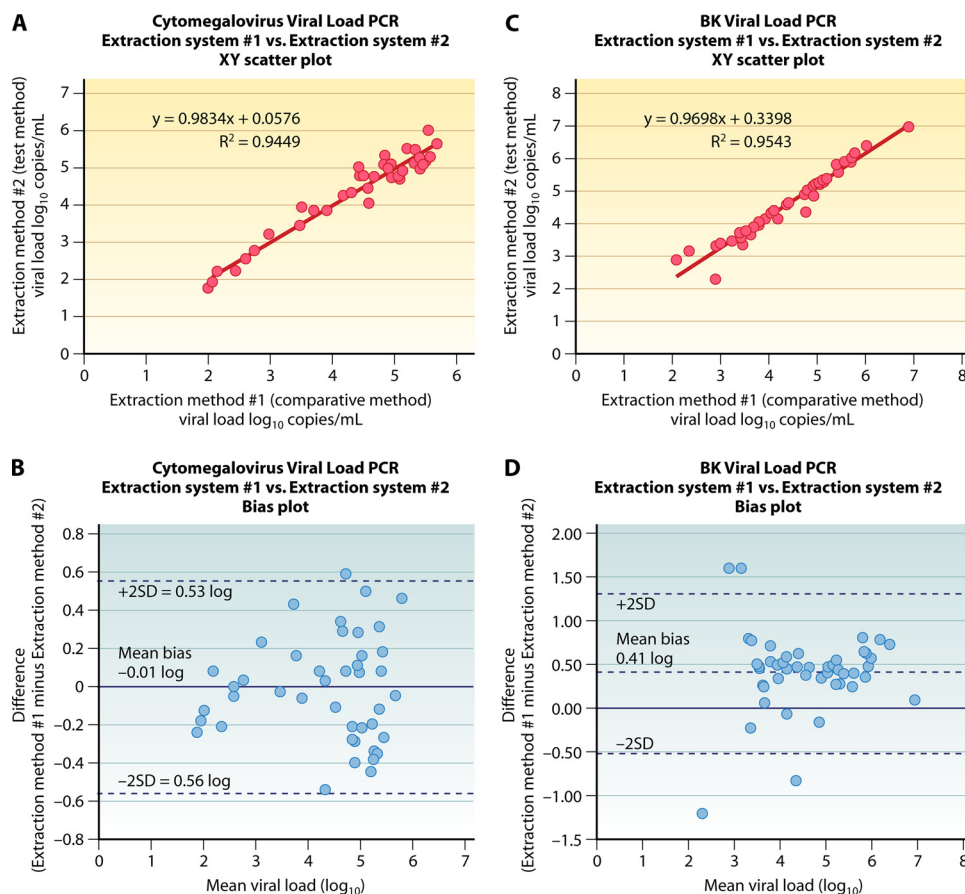 A
Cytomegalovirus Viral Load PCR
Extraction system #1 vs. Extraction system #2
XY scatter plot
Extraction method #2 (test method)
viral load log10 copies/mL
7
6
5
4
3
2
1
0
y = 0.9834x + 0.0576
R² = 0.9449
0 1 2 3 4 5 6
Extraction method #1 (comparative method)
viral load log10 copies/mL
C
BK Viral Load PCR
Extraction system #1 vs. Extraction system #2
XY scatter plot
Extraction method #2 (test method)
viral load log10 copies/mL
8
7
6
5
4
3
2
1
0
y = 0.9698x + 0.3398
R² = 0.9543
0 1 2 3 4 5 6 7 8
Extraction method #1 (comparative method)
viral load log10 copies/mL
B
Cytomegalovirus Viral Load PCR
Extraction system #1 vs. Extraction system #2
Bias plot
Difference
(Extraction method #1 minus Extraction method #2)
0.8
0.6
0.4
0.2
0
–0.2
–0.4
–0.6
–0.8
+2SD = 0.53 log
Mean bias
–0.01 log
–2SD = 0.56 log
0 1 2 3 4 5 6 7
Mean viral load (log10)
D
BK Viral Load PCR
Extraction system #1 vs. Extraction system #2
Bias plot
Difference
(Extraction method #1 minus Extraction method #2)
2.00
1.50
1.00
0.50
0.00
–0.50
–1.00
–1.5
+2SD
Mean bias
0.41 log
–2SD
0 1 2 3 4 5 6 7 8
Mean viral load (log10)